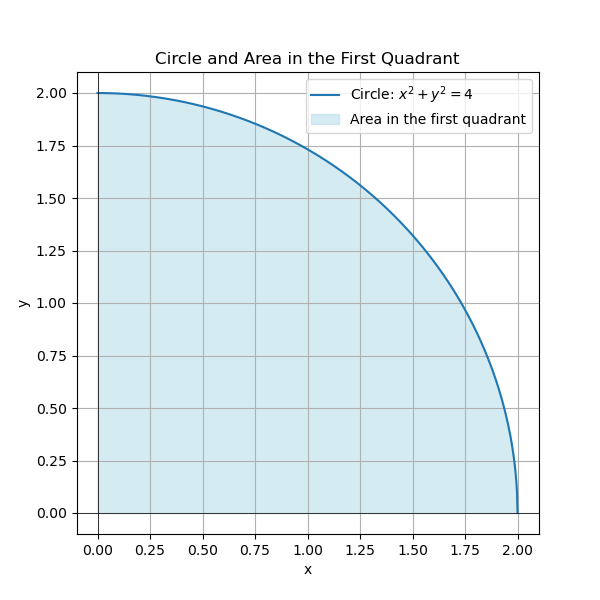 Circle and Area in the First Quadrant
Circle: x² + y² = 4
Area in the first quadrant
2.00
1.75
1.50
1.25
1.00
0.75
0.50
0.25
0.00
y
0.00 0.25 0.50 0.75 1.00 1.25 1.50 1.75 2.00
x